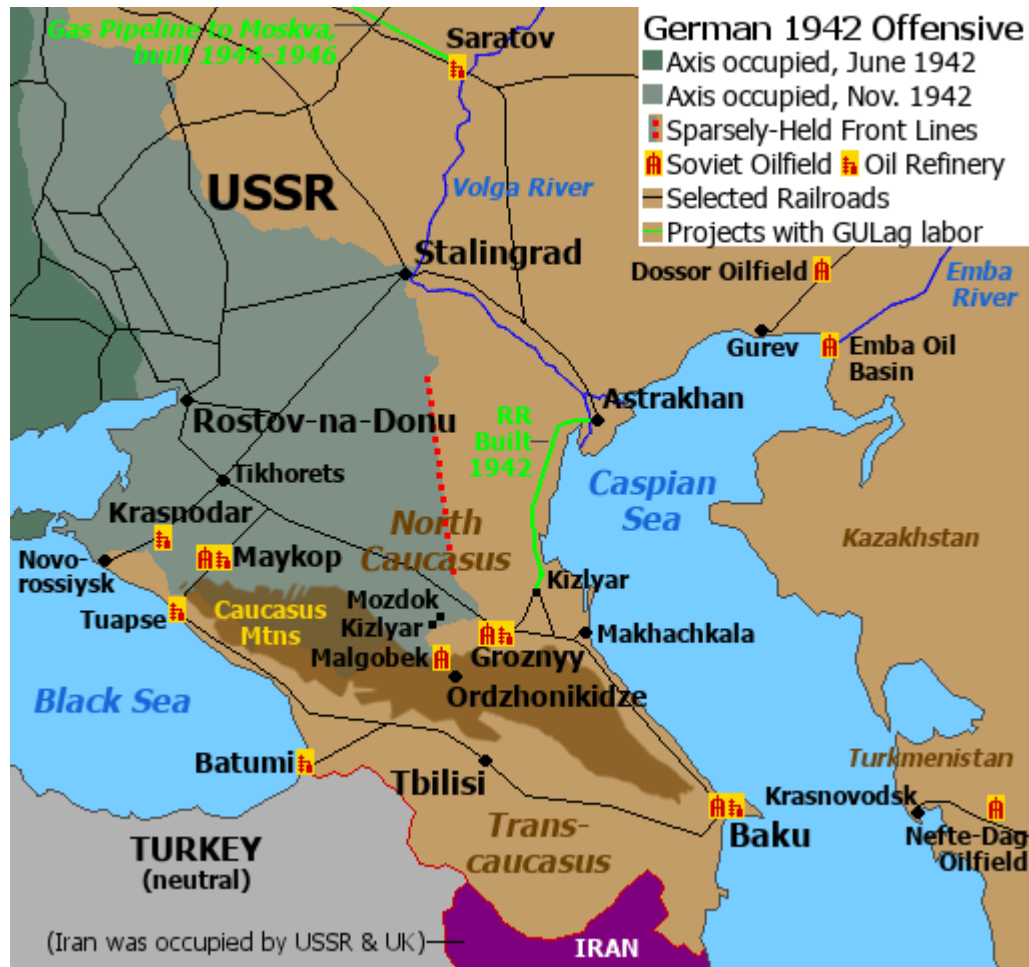 German 1942 Offensive
Axis occupied, June 1942
Axis occupied, Nov. 1942
Sparsely-Held Front Lines
Soviet Oilfield Oil Refinery
Selected Railroads
Projects with GULag labor
Gas Pipeline to Moskva,
built 1944-1946
Saratov
USSR
Volga River
Stalingrad
Dossor Oilfield
Emba
River
Gurev
Emba Oil
Basin
Astrakhan
Rostov-na-Donu
RR
Built
1942
Tikhorets
Caspian
Sea
Krasnodar
North
Caucasus
Kazakhstan
Novo-
rossiysk
Maykop
Kizlyar
Tuapse
Caucasus
Mtns
Mozdok
Kizlyar
Makhachkala
Malgobek
Groznyy
Ordzhonikidze
Black Sea
Batumi
Tbilisi
Turkmenistan
Krasnovodsk
Baku
Nefte-Dag
Oilfield
Trans-
caucasus
TURKEY
(neutral)
(Iran was occupied by USSR & UK)
IRAN